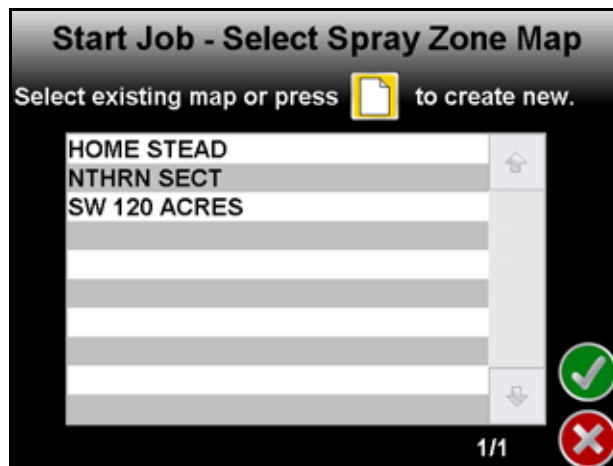 Start Job - Select Spray Zone Map
Select existing map or press to create new.
HOME STEAD
NTHRN SECT
SW 120 ACRES
1/1